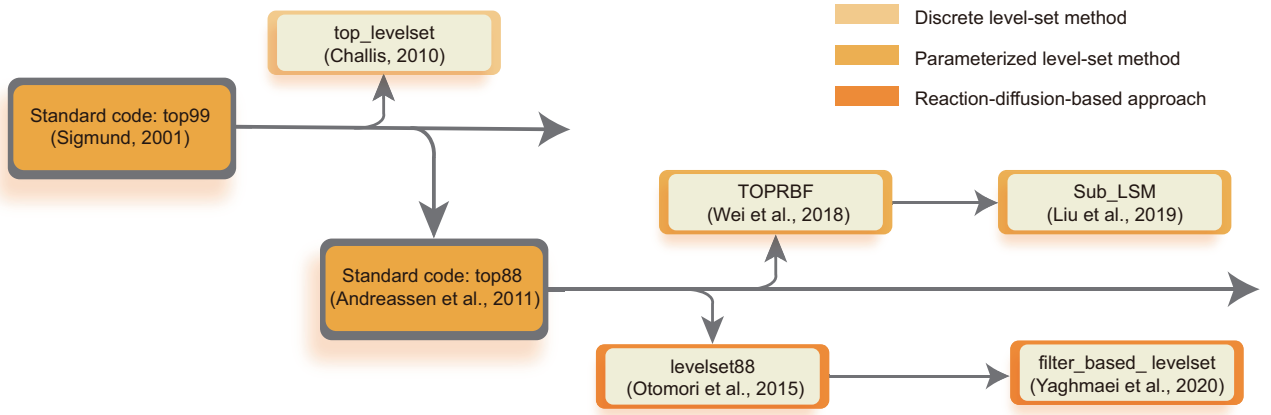 top_levelset
(Challis, 2010)
Discrete level-set method
Parameterized level-set method
Reaction-diffusion-based approach
Standard code: top99
(Sigmund, 2001)
TOPRBF
(Wei et al., 2018)
Sub_LSM
(Liu et al., 2019)
Standard code: top88
(Andreassen et al., 2011)
levelset88
(Otomori et al., 2015)
filter_based_ levelset
(Yaghmaei et al., 2020)